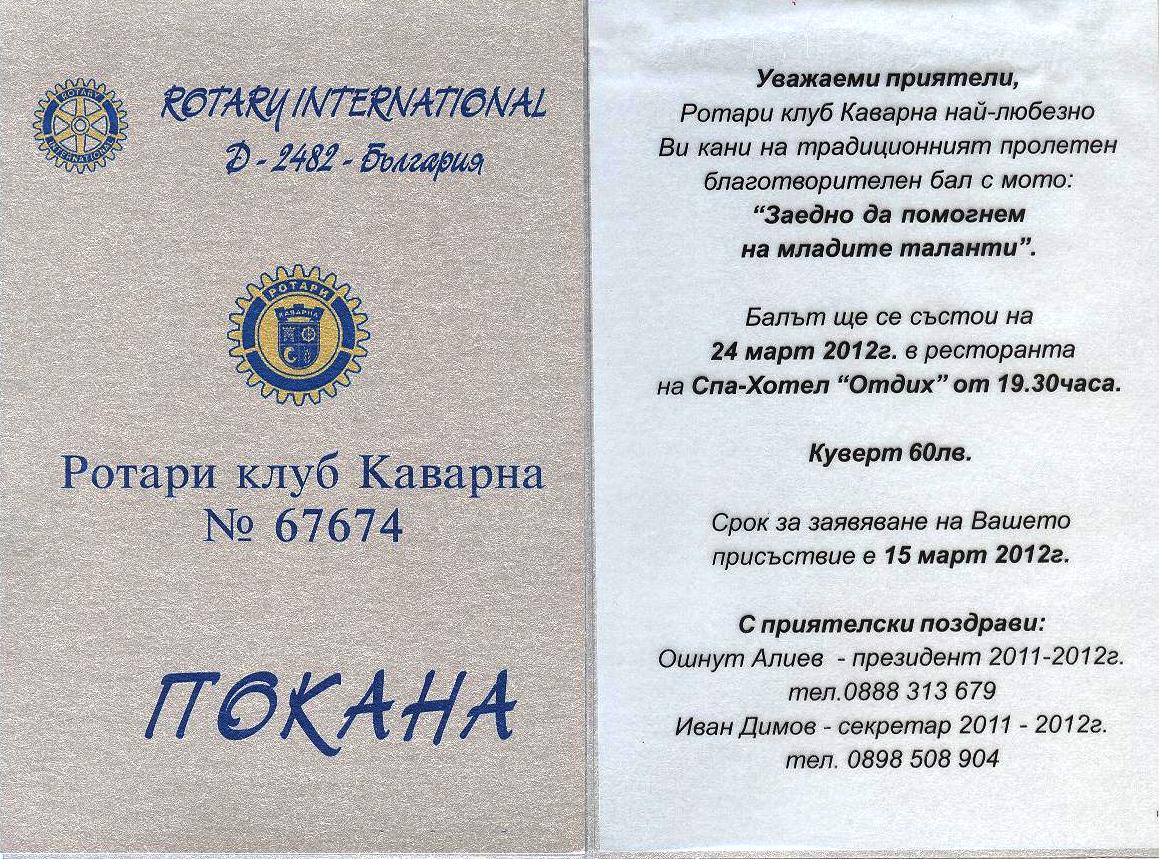 ROTARY INTERNATIONAL
ROTARY INTERNATIONAL
D - 2482 - България
РОТАРИ
КАВАРНА
Ротари клуб Каварна
№ 67674
ПОКАНА
Уважаеми приятели,
Ротари клуб Каварна най-любезно
Ви кани на традиционният пролетен
благотворителен бал с мото:
“Заедно да помогнем
на младите таланти”.
Балът ще се състои на
24 март 2012г. в ресторанта
на Спа-Хотел “Отдих” от 19.30часа.
Куверт 60лв.
Срок за заявяване на Вашето
присъствие е 15 март 2012г.
С приятелски поздрави:
Ошнут Алиев - президент 2011-2012г.
тел.0888 313 679
Иван Димов - секретар 2011 - 2012г.
тел. 0898 508 904